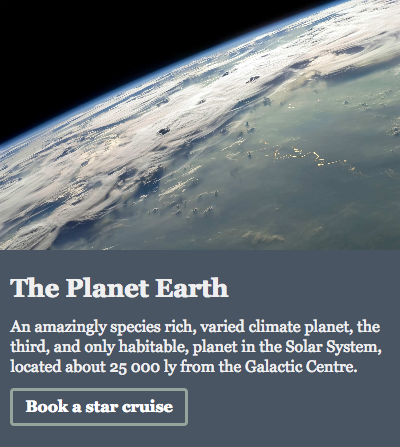 The Planet Earth
An amazingly species rich, varied climate planet, the
third, and only habitable, planet in the Solar System,
located about 25 000 ly from the Galactic Centre.
Book a star cruise